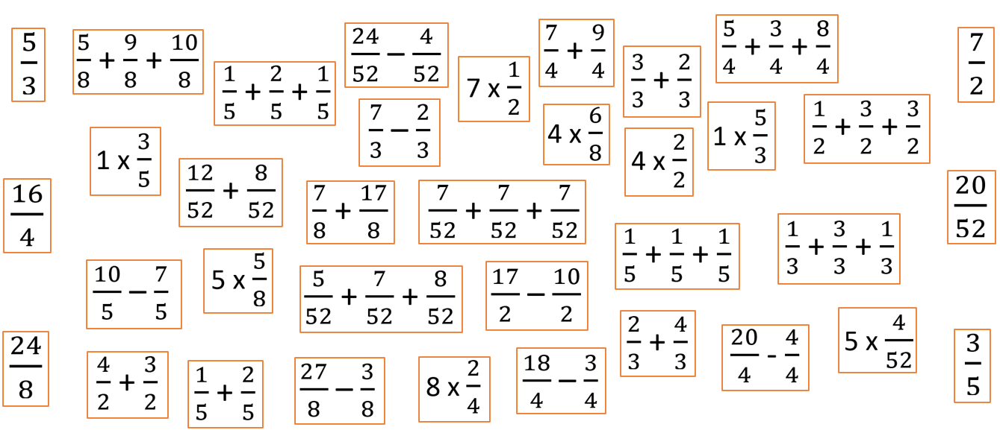 5/3
5/8 + 9/8 + 10/8
1/5 + 2/5 + 1/5
24/52 − 4/52
7 x 1/2
7/4 + 9/4
3/3 + 2/3
5/4 + 3/4 + 8/4
7/2
1 x 3/5
7/3 − 2/3
4 x 6/8
4 x 2/2
1 x 5/3
1/2 + 3/2 + 3/2
16/4
12/52 + 8/52
7/8 + 17/8
7/52 + 7/52 + 7/52
1/5 + 1/5 + 1/5
1/3 + 3/3 + 1/3
20/52
10/5 − 7/5
5 x 5/8
5/52 + 7/52 + 8/52
17/2 − 10/2
24/8
4/2 + 3/2
1/5 + 2/5
27/8 − 3/8
8 x 2/4
18/4 − 3/4
2/3 + 4/3
20/4 - 4/4
5 x 4/52
3/5